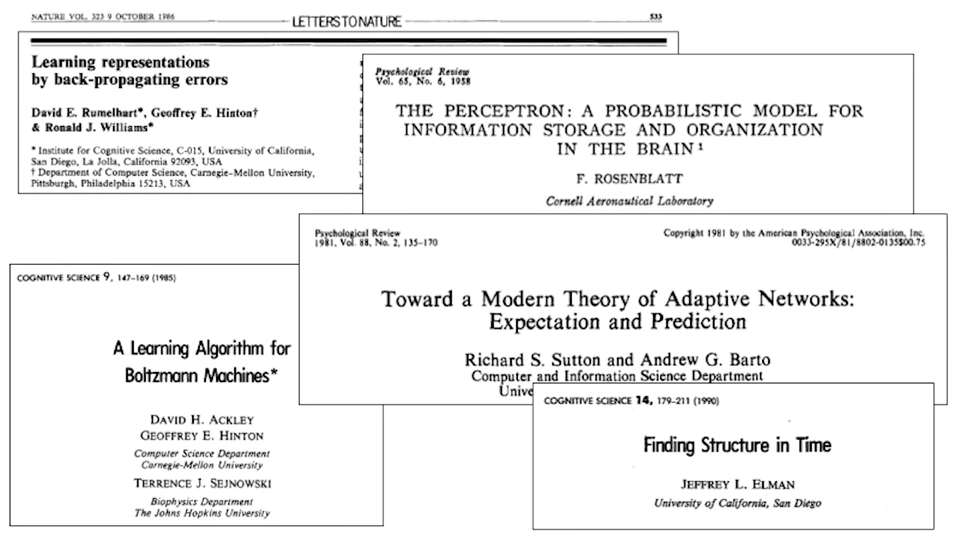 NATURE VOL. 323 9 OCTOBER 1986
LETTERS TO NATURE
533
Learning representations
by back-propagating errors
David E. Rumelhart*, Geoffrey E. Hinton†
& Ronald J. Williams*
* Institute for Cognitive Science, C-015, University of California,
San Diego, La Jolla, California 92093, USA
† Department of Computer Science, Carnegie-Mellon University,
Pittsburgh, Philadelphia 15213, USA
Psychological Review
Vol. 65, No. 6, 1958
THE PERCEPTRON: A PROBABILISTIC MODEL FOR
INFORMATION STORAGE AND ORGANIZATION
IN THE BRAIN¹
F. ROSENBLATT
Cornell Aeronautical Laboratory
Psychological Review
1981, Vol. 88, No. 2, 135-170
Copyright 1981 by the American Psychological Association, Inc.
0033-295X/81/8802-0135$00.75
Toward a Modern Theory of Adaptive Networks:
Expectation and Prediction
Richard S. Sutton and Andrew G. Barto
Computer and Information Science Department
Unive
COGNITIVE SCIENCE 9, 147-169 (1985)
A Learning Algorithm for
Boltzmann Machines*
DAVID H. ACKLEY
GEOFFREY E. HINTON
Computer Science Department
Carnegie-Mellon University
TERRENCE J. SEJNOWSKI
Biophysics Department
The Johns Hopkins University
COGNITIVE SCIENCE 14, 179-211 (1990)
Finding Structure in Time
JEFFREY L. ELMAN
University of California, San Diego